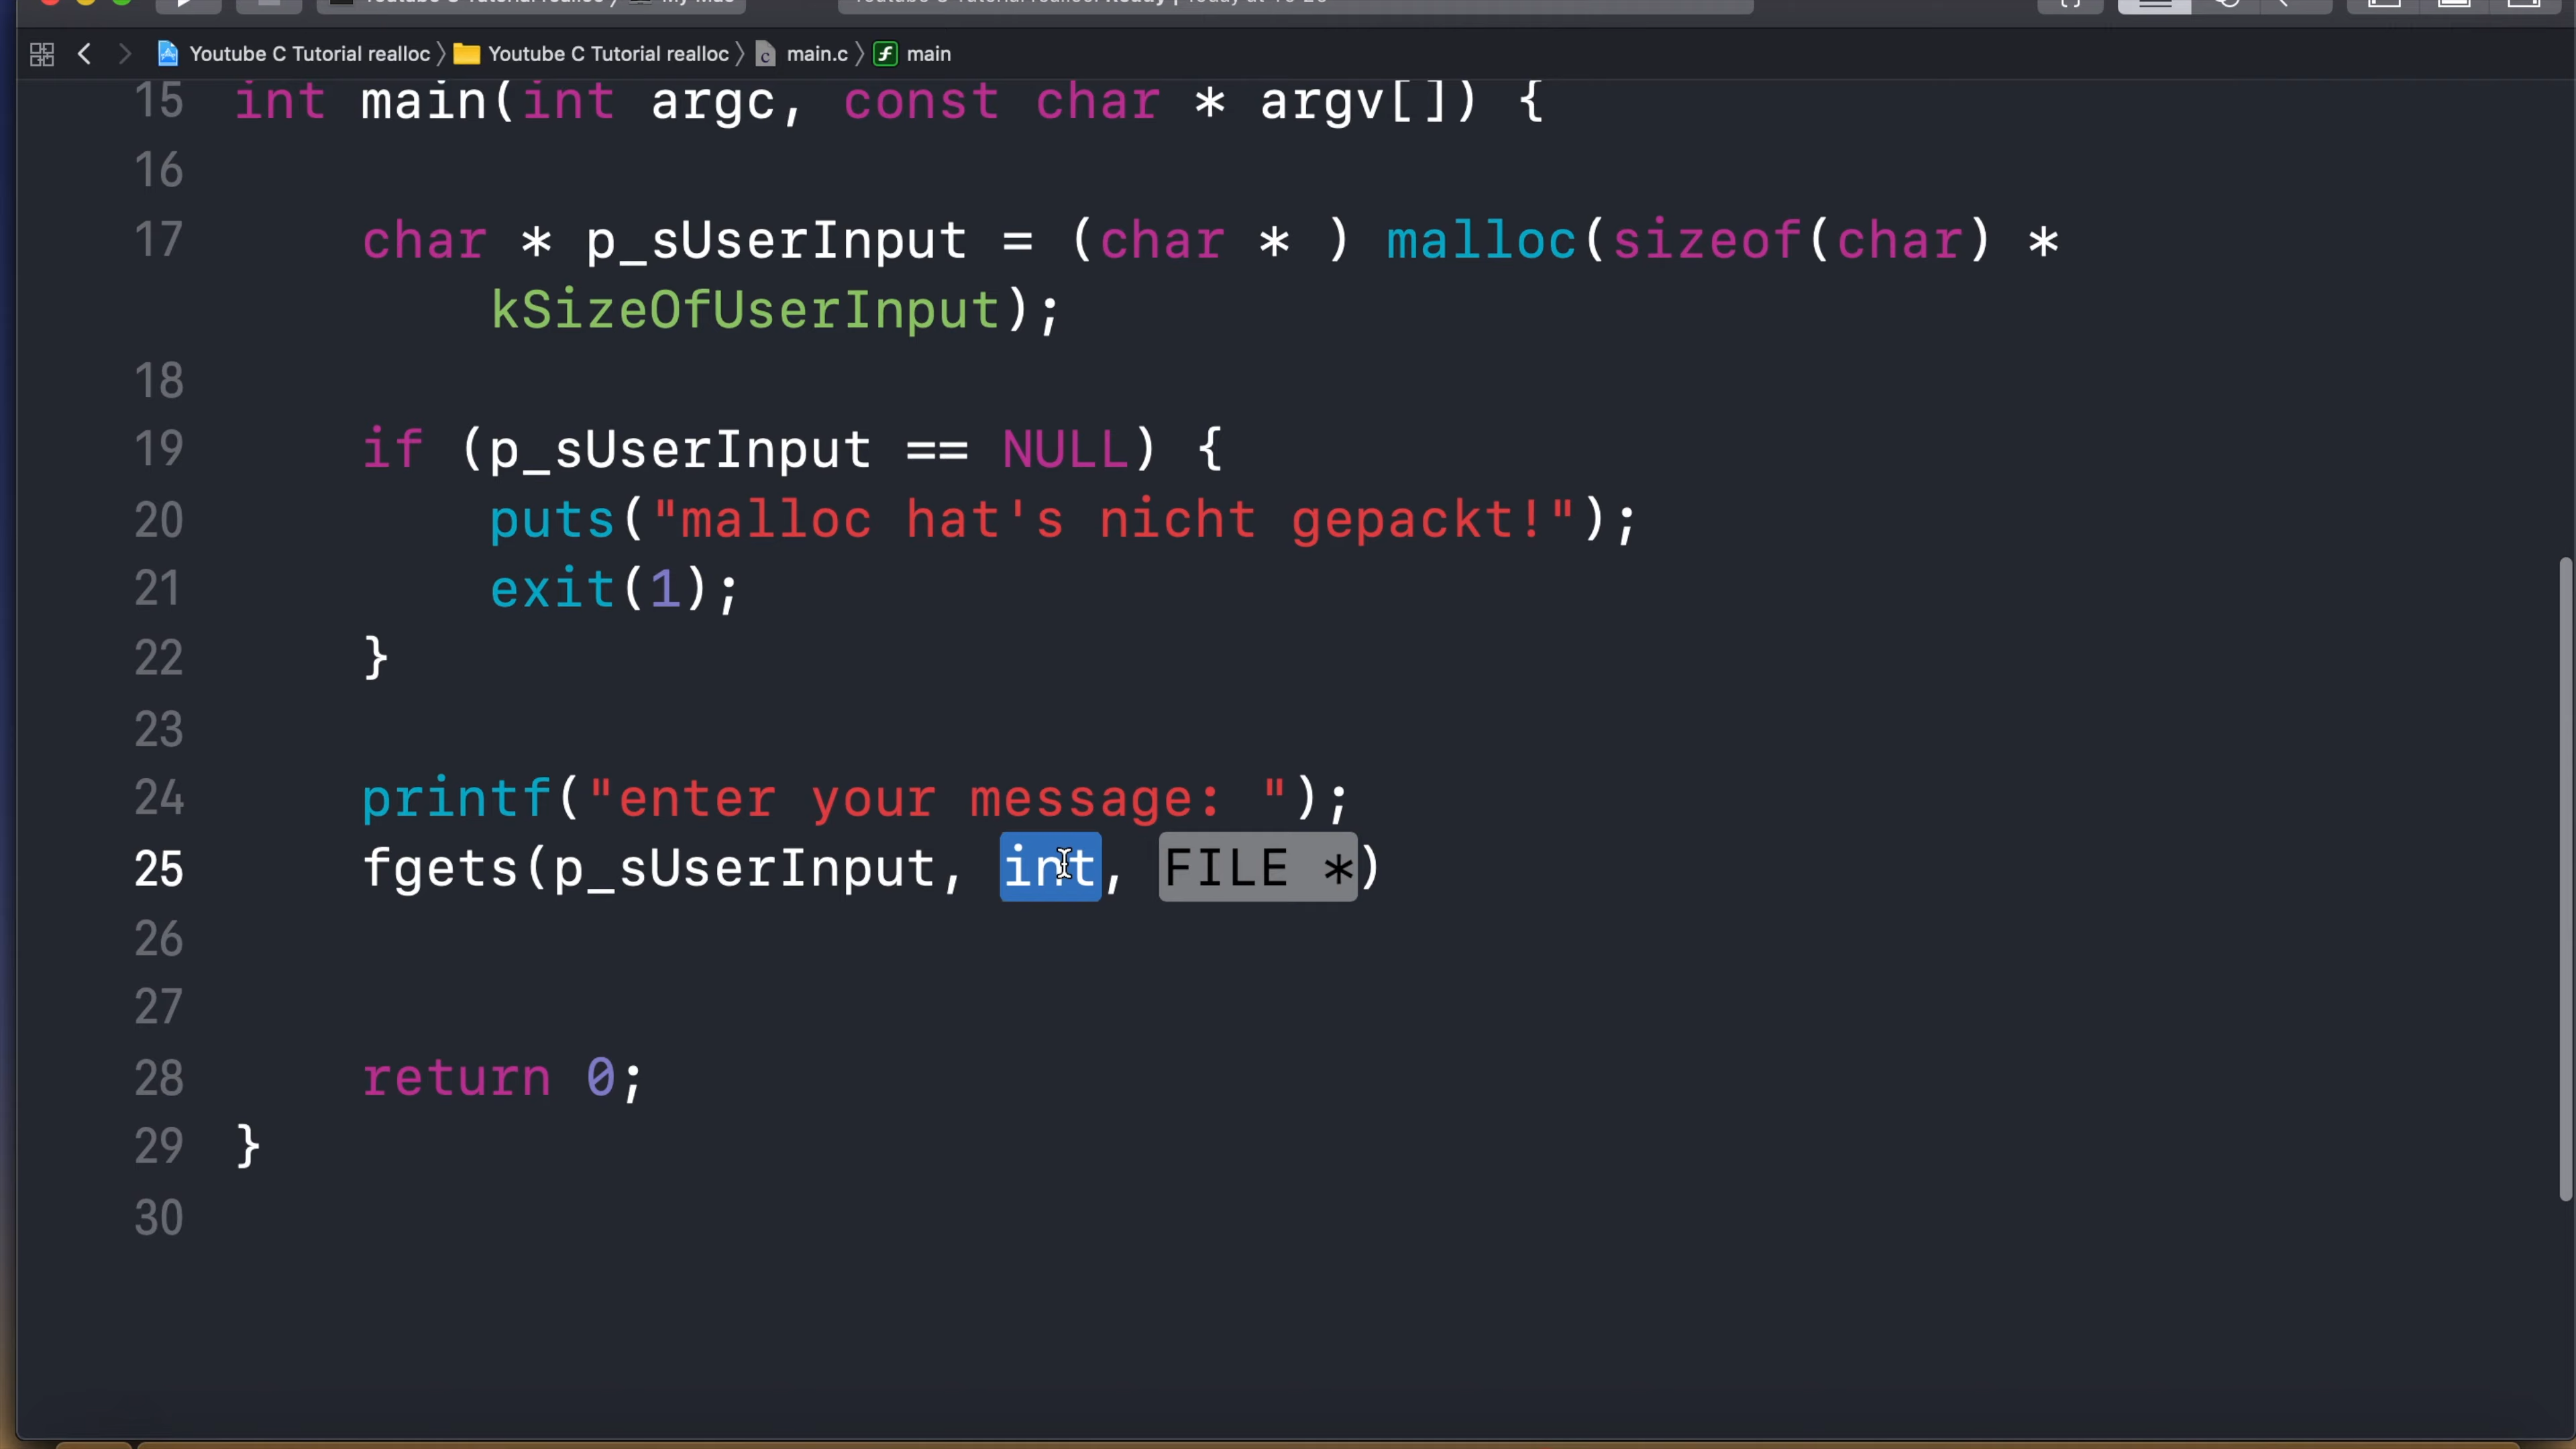 Youtube C Tutorial realloc 〉 Youtube C Tutorial realloc 〉 main.c 〉 main
15 int main(int argc, const char * argv[]) {
16
17 char * p_sUserInput = (char * ) malloc(sizeof(char) *
kSizeOfUserInput);
18
19 if (p_sUserInput == NULL) {
20 puts("malloc hat's nicht gepackt!");
21 exit(1);
22 }
23
24 printf("enter your message: ");
25 fgets(p_sUserInput, int, FILE *)
26
27
28 return 0;
29 }
30